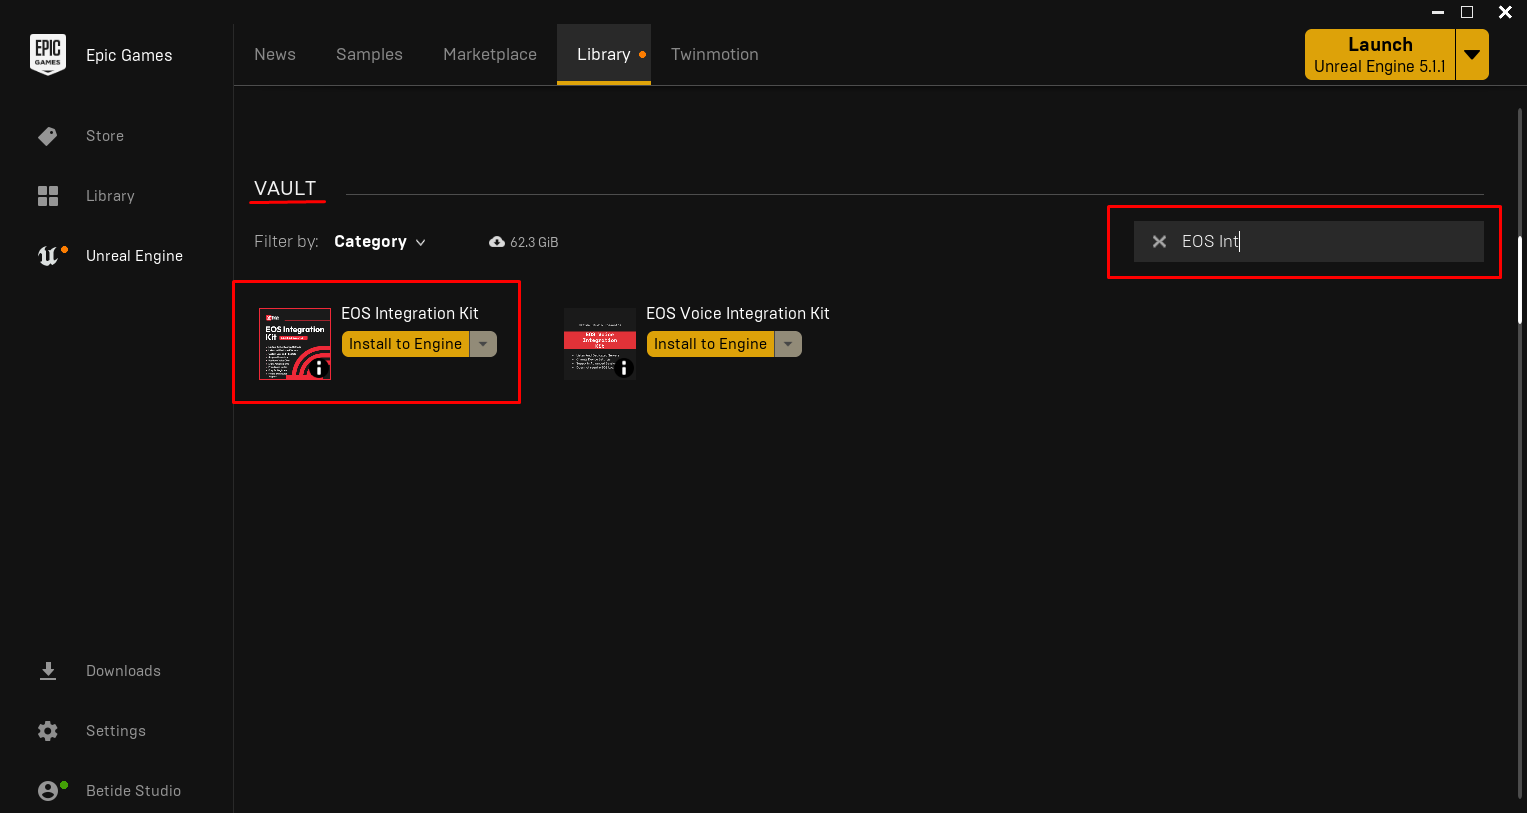 EPIC
GAMES
Epic Games
News
Samples
Marketplace
Library
Twinmotion
Launch
Unreal Engine 5.1.1
Store
Library
Unreal Engine
VAULT
Filter by:
Category
62.3 GiB
EOS Int
EOS Integration
Kit
EOS Integration Kit
Install to Engine
EOS Voice
Integration
Kit
EOS Voice Integration Kit
Install to Engine
Downloads
Settings
Betide Studio